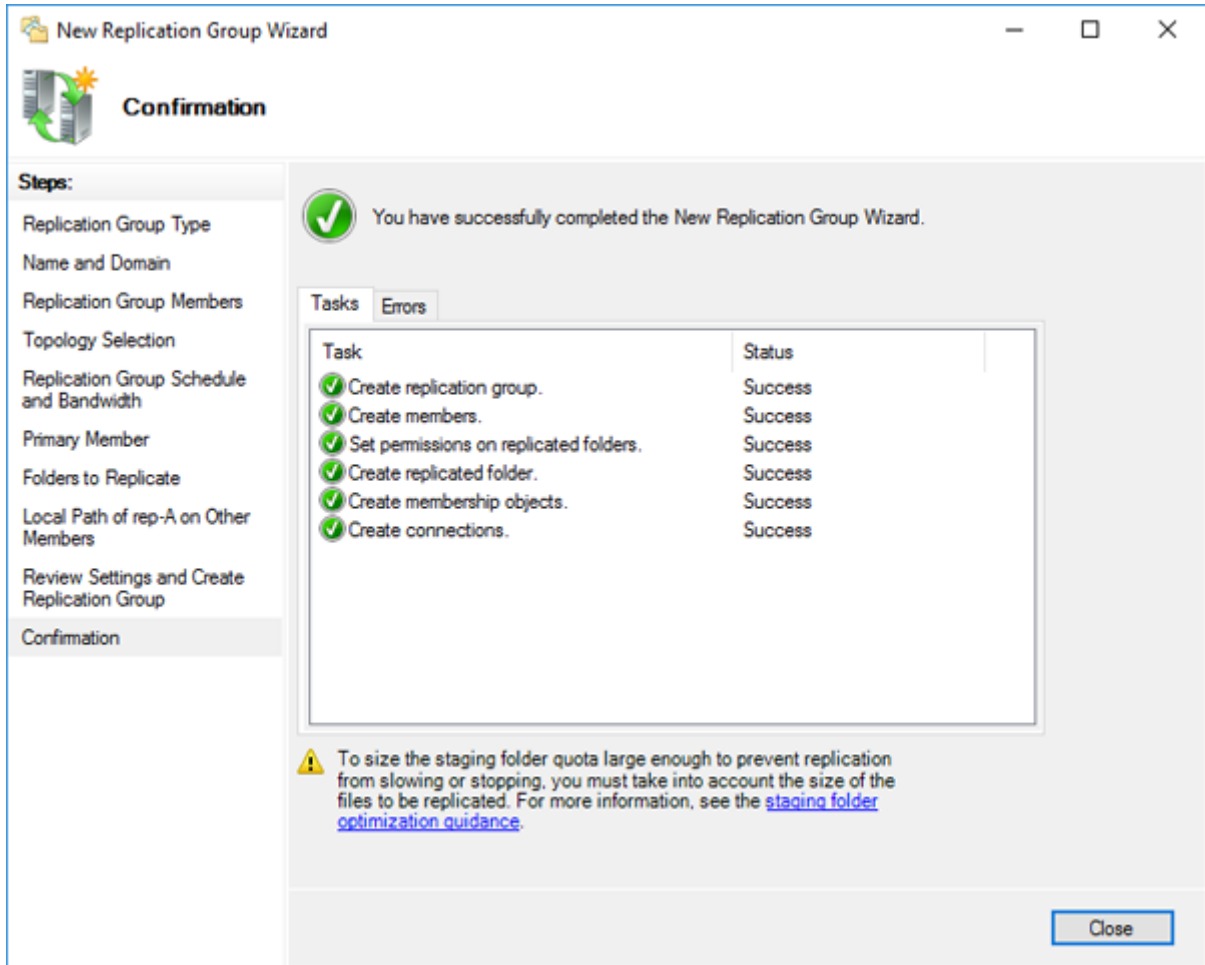 New Replication Group Wizard
Confirmation
Steps:
Replication Group Type
Name and Domain
Replication Group Members
Topology Selection
Replication Group Schedule
and Bandwidth
Primary Member
Folders to Replicate
Local Path of rep-A on Other
Members
Review Settings and Create
Replication Group
Confirmation
You have successfully completed the New Replication Group Wizard.
Tasks Errors
Task Status
Create replication group. Success
Create members. Success
Set permissions on replicated folders. Success
Create replicated folder. Success
Create membership objects. Success
Create connections. Success
To size the staging folder quota large enough to prevent replication
from slowing or stopping, you must take into account the size of the
files to be replicated. For more information, see the staging folder
optimization guidance.
Close